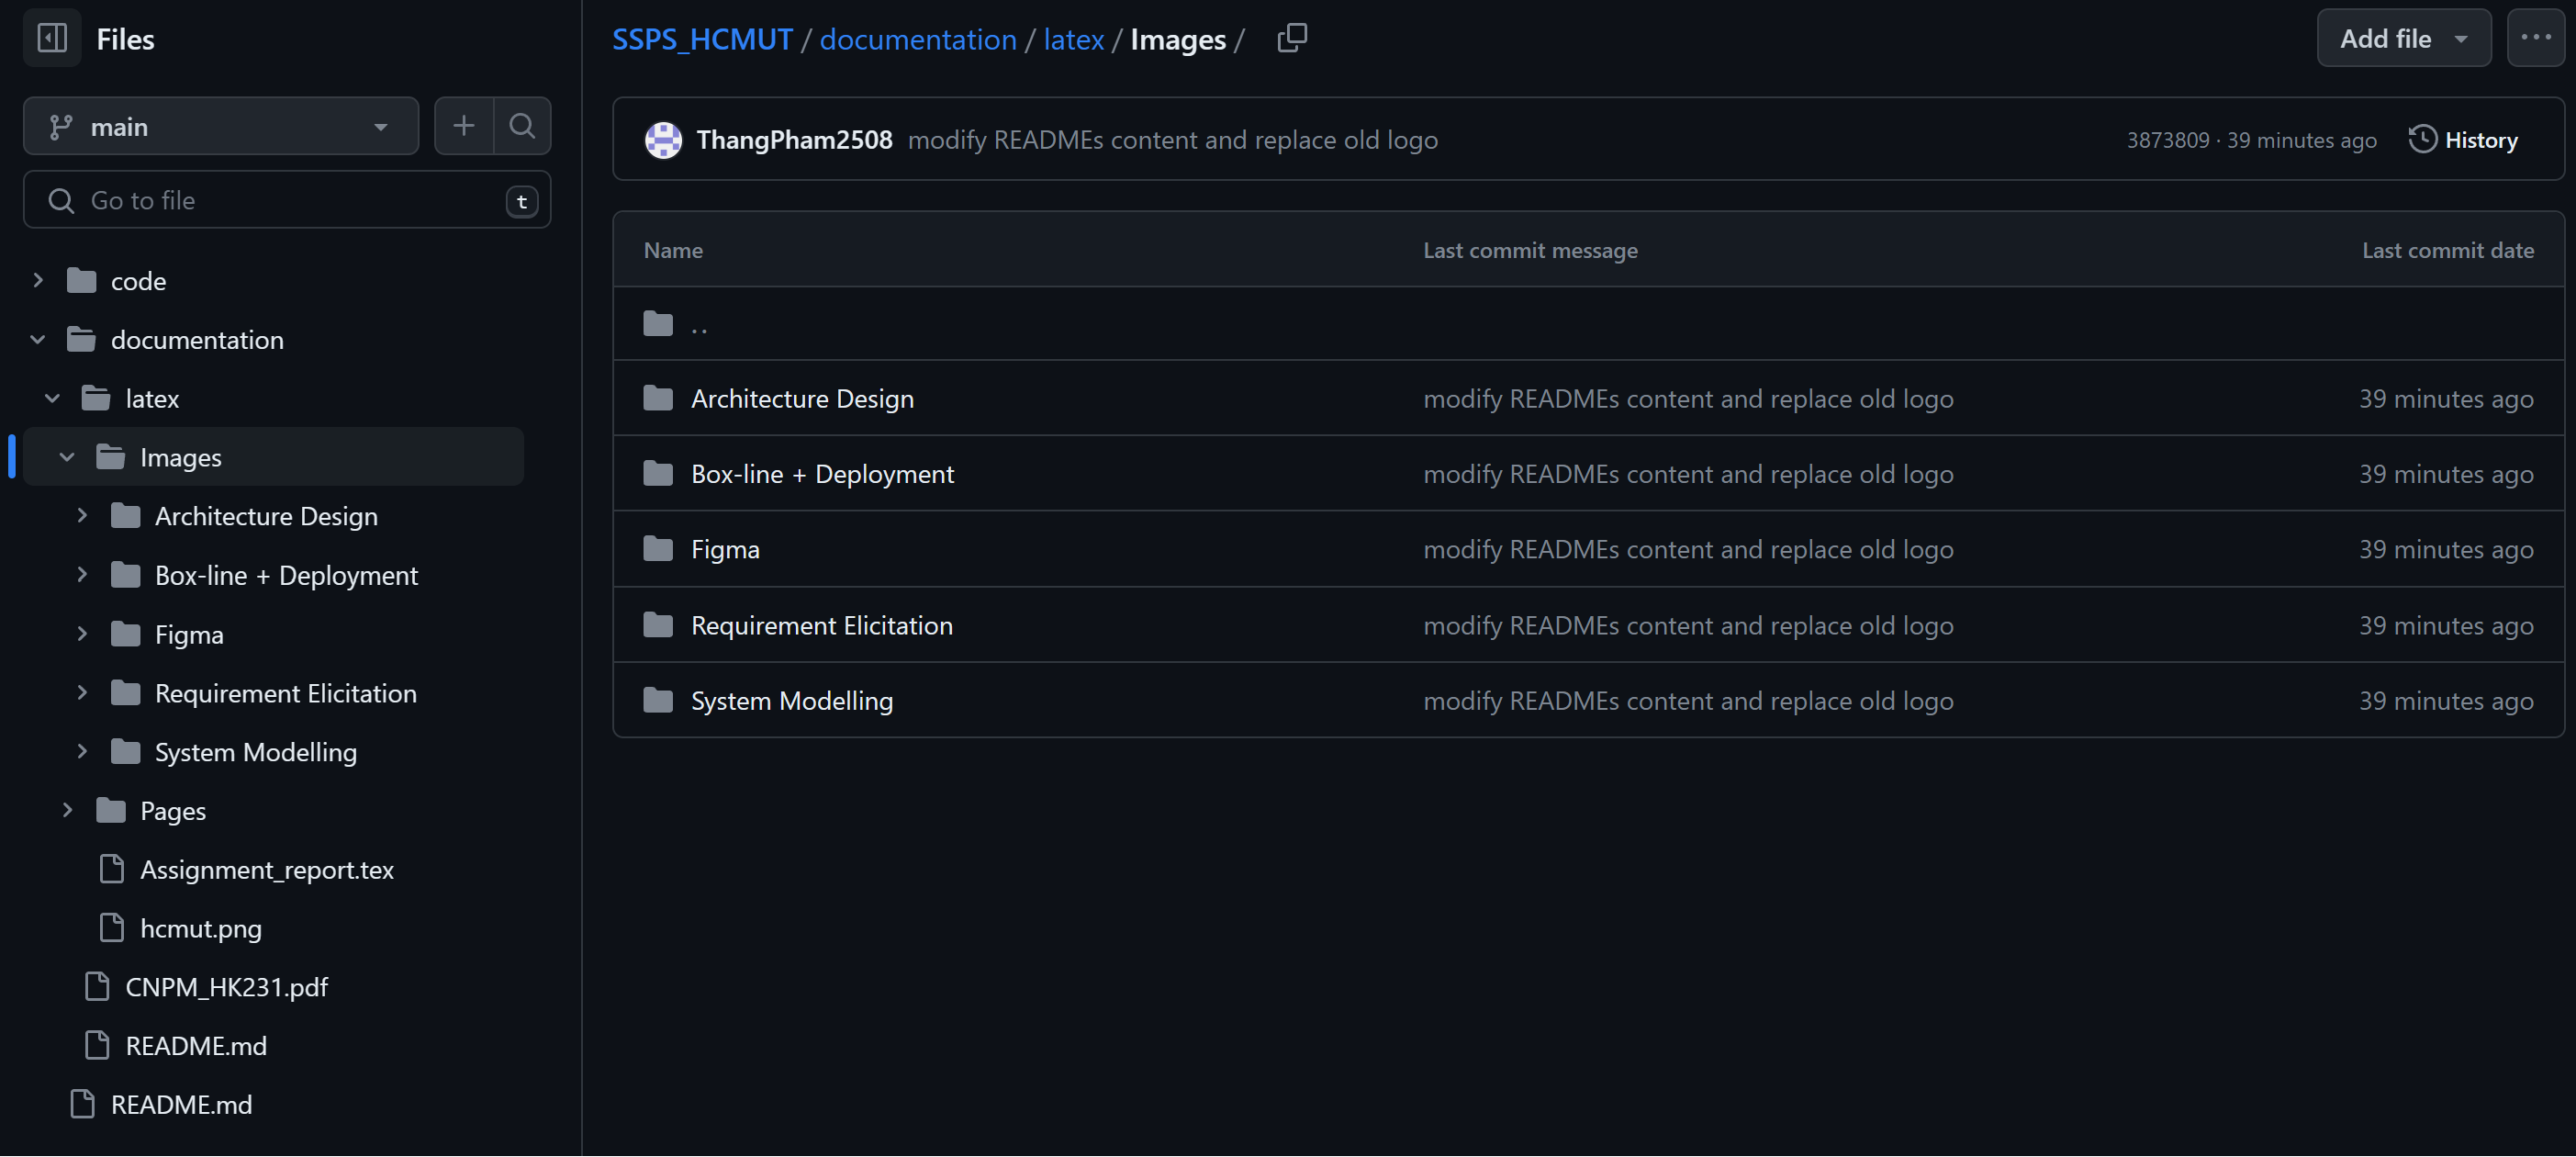 Files
main
Go to file
t
code
documentation
latex
Images
Architecture Design
Box-line + Deployment
Figma
Requirement Elicitation
System Modelling
Pages
Assignment_report.tex
hcmut.png
CNPM_HK231.pdf
README.md
README.md
SSPS_HCMUT / documentation / latex / Images /
Add file
ThangPham2508 modify READMEs content and replace old logo 3873809 · 39 minutes ago History
Name Last commit message Last commit date
..
Architecture Design modify READMEs content and replace old logo 39 minutes ago
Box-line + Deployment modify READMEs content and replace old logo 39 minutes ago
Figma modify READMEs content and replace old logo 39 minutes ago
Requirement Elicitation modify READMEs content and replace old logo 39 minutes ago
System Modelling modify READMEs content and replace old logo 39 minutes ago